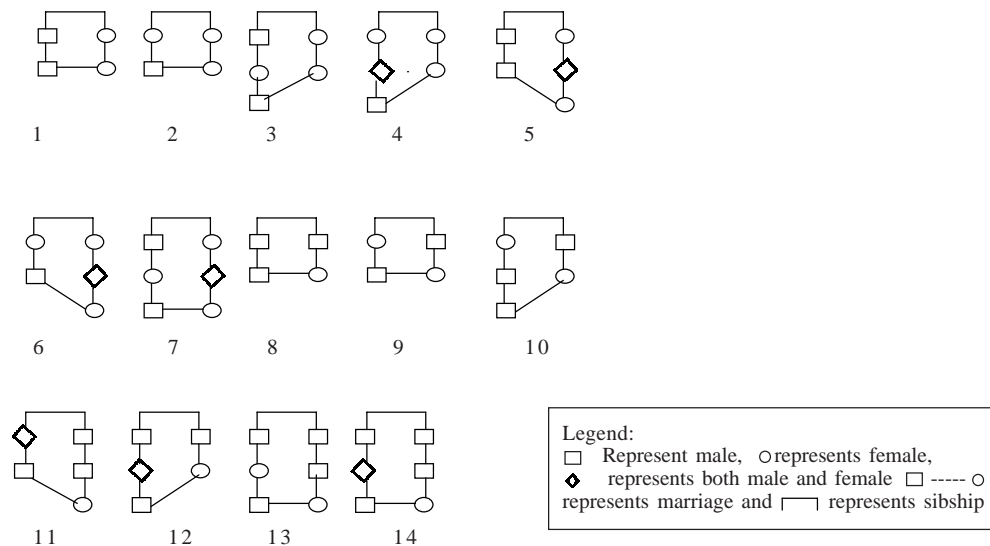 1 2 3 4 5
6 7 8 9 10
11 12 13 14
Legend:
Represent male, represents female,
represents both male and female -----
represents marriage and represents sibship